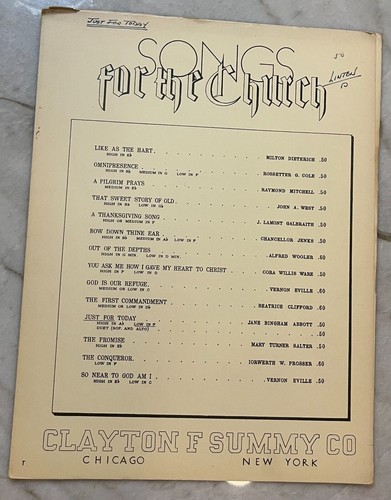 JUST FOR TODAY
SONGS
for the Church
50
LINTON
LIKE AS THE HART. MILTON DIETERICH .50
HIGH IN E♭
OMNIPRESENCE ROSSETTER G. COLE .50
HIGH IN B♭ MEDIUM IN G LOW IN F
A PILGRIM PRAYS RAYMOND MITCHELL .50
MEDIUM IN E♭
THAT SWEET STORY OF OLD. JOHN A. WEST .50
HIGH IN B♭ LOW IN G♭
A THANKSGIVING SONG J. LAMONT GALBRAITH .50
HIGH OR MEDIUM IN F
BOW DOWN THINE EAR CHANCELLOR JENKS .50
HIGH IN B♭ MEDIUM IN A♭ LOW IN F
OUT OF THE DEPTHS ALFRED WOOLER .50
HIGH IN G MIN. LOW IN D MIN.
YOU ASK ME HOW I GAVE MY HEART TO CHRIST CORA WILLIS WARE .50
HIGH IN F LOW IN D
GOD IS OUR REFUGE. VERNON EVILLE .50
MEDIUM OR LOW IN C
THE FIRST COMMANDMENT BEATRICE CLIFFORD .50
MEDIUM OR LOW IN D♭
JUST FOR TODAY JANE BINGHAM ABBOTT .50
HIGH IN A♭ LOW IN F
DUET (SOP. AND ALTO) .50
THE PROMISE MARY TURNER SALTER .50
HIGH IN E♭
THE CONQUEROR. IORWERTH W. PROSSER .50
LOW IN F
SO NEAR TO GOD AM I VERNON EVILLE .50
HIGH IN E♭ LOW IN C
CLAYTON F SUMMY CO
CHICAGO NEW YORK